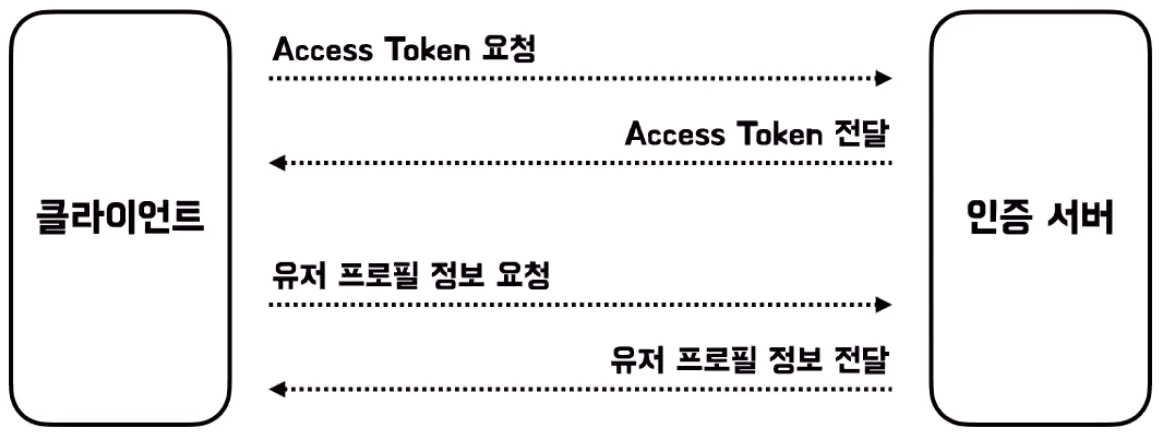 Access Token 요청
Access Token 전달
클라이언트
인증 서버
유저 프로필 정보 요청
유저 프로필 정보 전달